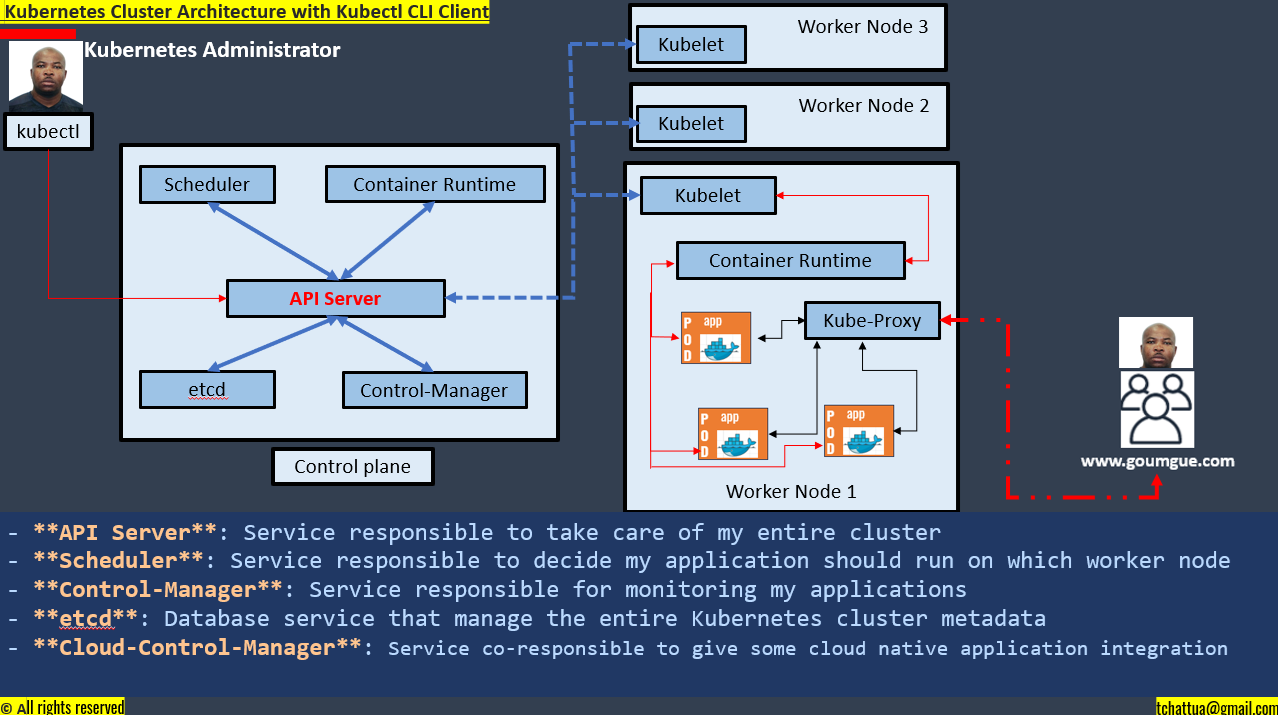 Kubernetes Cluster Architecture with Kubectl CLI Client
Kubernetes Administrator
kubectl
Scheduler
Container Runtime
API Server
etcd
Control-Manager
Control plane
Worker Node 3
Kubelet
Worker Node 2
Kubelet
Kubelet
Container Runtime
Kube-Proxy
POD
app
POD
app
POD
app
Worker Node 1
www.goumgue.com
- **API Server**: Service responsible to take care of my entire cluster
- **Scheduler**: Service responsible to decide my application should run on which worker node
- **Control-Manager**: Service responsible for monitoring my applications
- **etcd**: Database service that manage the entire Kubernetes cluster metadata
- **Cloud-Control-Manager**: Service co-responsible to give some cloud native application integration
© All rights reserved
tchattua@gmail.com